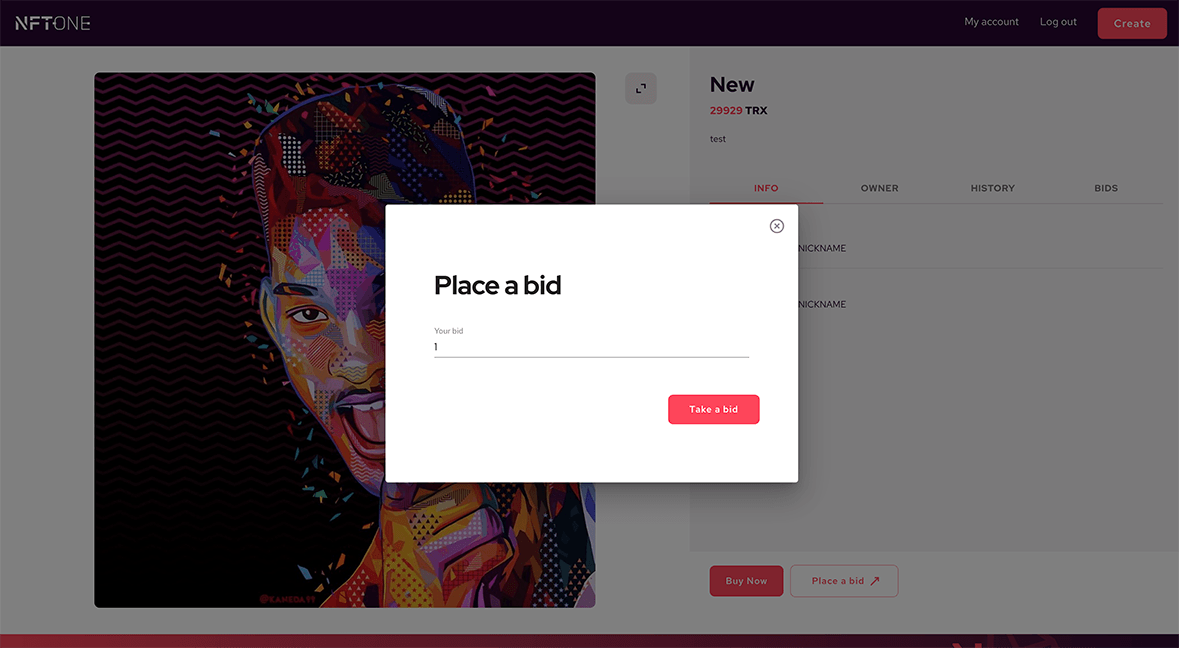 NFTONE
My account
Log out
Create
New
29929 TRX
test
INFO
OWNER
HISTORY
BIDS
NICKNAME
NICKNAME
Place a bid
Your bid
1
Take a bid
Buy Now
Place a bid
@KAMEDA99